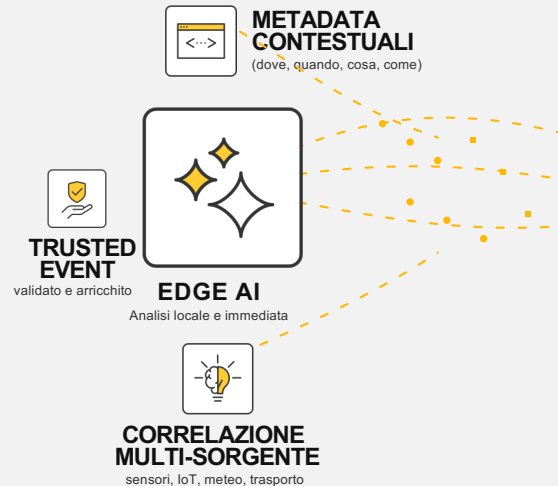 METADATA
CONTESTUALI
(dove, quando, cosa, come)
TRUSTED
EVENT
validato e arricchito
EDGE AI
Analisi locale e immediata
CORRELAZIONE
MULTI-SORGENTE
sensori, IoT, meteo, trasporto